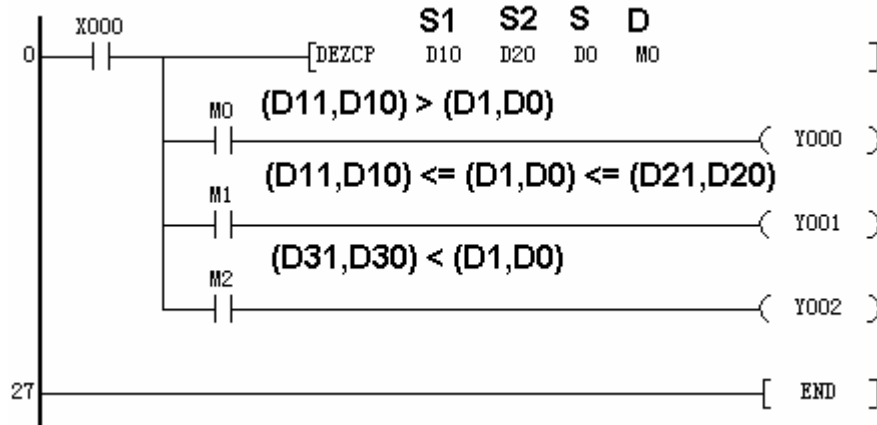 X000 S1 S2 S D
0 [DEZCP D10 D20 D0 M0 ]
M0 (D11,D10) > (D1,D0)
( Y000 )
(D11,D10) <= (D1,D0) <= (D21,D20)
M1
( Y001 )
(D31,D30) < (D1,D0)
M2
( Y002 )
27 [ END ]